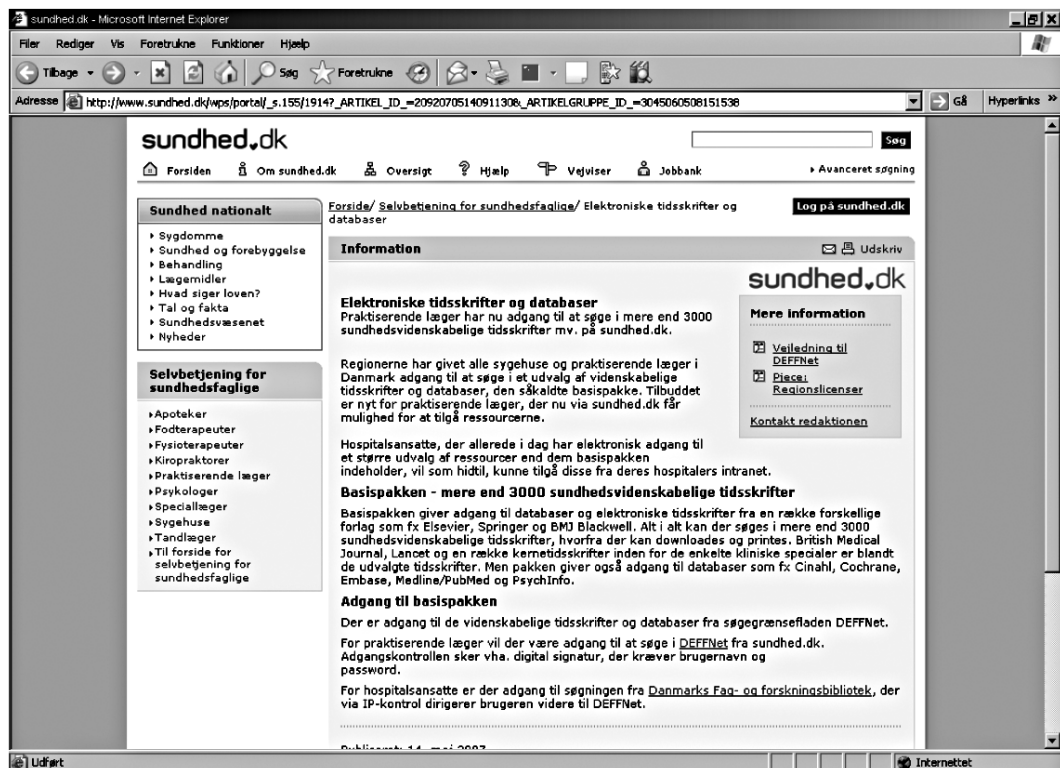 sundhed.dk - Microsoft Internet Explorer
Filer Rediger Vis Foretrukne Funktioner Hjælp
Tilbage Søg Foretrukne
Adresse http://www.sundhed.dk/wps/portal/_s.155/1914?_ARTIKEL_ID_=2092070514091130&_ARTIKELGRUPPE_ID_=3045060508151538 Gå Hyperlinks »
sundhed.dk
Søg
Forsiden Om sundhed.dk Oversigt Hjælp Vejviser Jobbank Avanceret søgning
Sundhed nationalt
Sygdomme
Sundhed og forebyggelse
Behandling
Lægemidler
Hvad siger loven?
Tal og fakta
Sundhedsvæsenet
Nyheder
Selvbetjening for
sundhedsfaglige
Apoteker
Fodterapeuter
Fysioterapeuter
Kiropraktorer
Praktiserende læger
Psykologer
Speciallæger
Sygehuse
Tandlæger
Til forside for
selvbetjening for
sundhedsfaglige
Forside/ Selvbetjening for sundhedsfaglige/ Elektroniske tidsskrifter og
databaser
Log på sundhed.dk
Information
Udskriv
sundhed.dk
Elektroniske tidsskrifter og databaser
Praktiserende læger har nu adgang til at søge i mere end 3000
sundhedsvidenskabelige tidsskrifter mv. på sundhed.dk.
Regionerne har givet alle sygehuse og praktiserende læger i
Danmark adgang til at søge i et udvalg af videnskabelige
tidsskrifter og databaser, den såkaldte basispakke. Tilbuddet
er nyt for praktiserende læger, der nu via sundhed.dk får
mulighed for at tilgå ressourcerne.
Hospitalsansatte, der allerede i dag har elektronisk adgang til
et større udvalg af ressourcer end dem basispakken
indeholder, vil som hidtil, kunne tilgå disse fra deres hospitalers intranet.
Mere information
Vejledning til
DEFFNet
Piece:
Regionslicenser
Kontakt redaktionen
Basispakken - mere end 3000 sundhedsvidenskabelige tidsskrifter
Basispakken giver adgang til databaser og elektroniske tidsskrifter fra en række forskellige
forlag som fx Elsevier, Springer og BMJ Blackwell. Alt i alt kan der søges i mere end 3000
sundhedsvidenskabelige tidsskrifter, hvorfra der kan downloades og printes. British Medical
Journal, Lancet og en række kernetidsskrifter inden for de enkelte kliniske specialer er blandt
de udvalgte tidsskrifter. Men pakken giver også adgang til databaser som fx Cinahl, Cochrane,
Embase, Medline/PubMed og PsychInfo.
Adgang til basispakken
Der er adgang til de videnskabelige tidsskrifter og databaser fra søgegrænsefladen DEFFNet.
For praktiserende læger vil der være adgang til at søge i DEFFNet fra sundhed.dk.
Adgangskontrollen sker vha. digital signatur, der kræver brugernavn og
password.
For hospitalsansatte er der adgang til søgningen fra Danmarks Fag- og forskningsbibliotek, der
via IP-kontrol dirigerer brugeren videre til DEFFNet.
Publiceret: 14. maj 2007
Udført Internettet